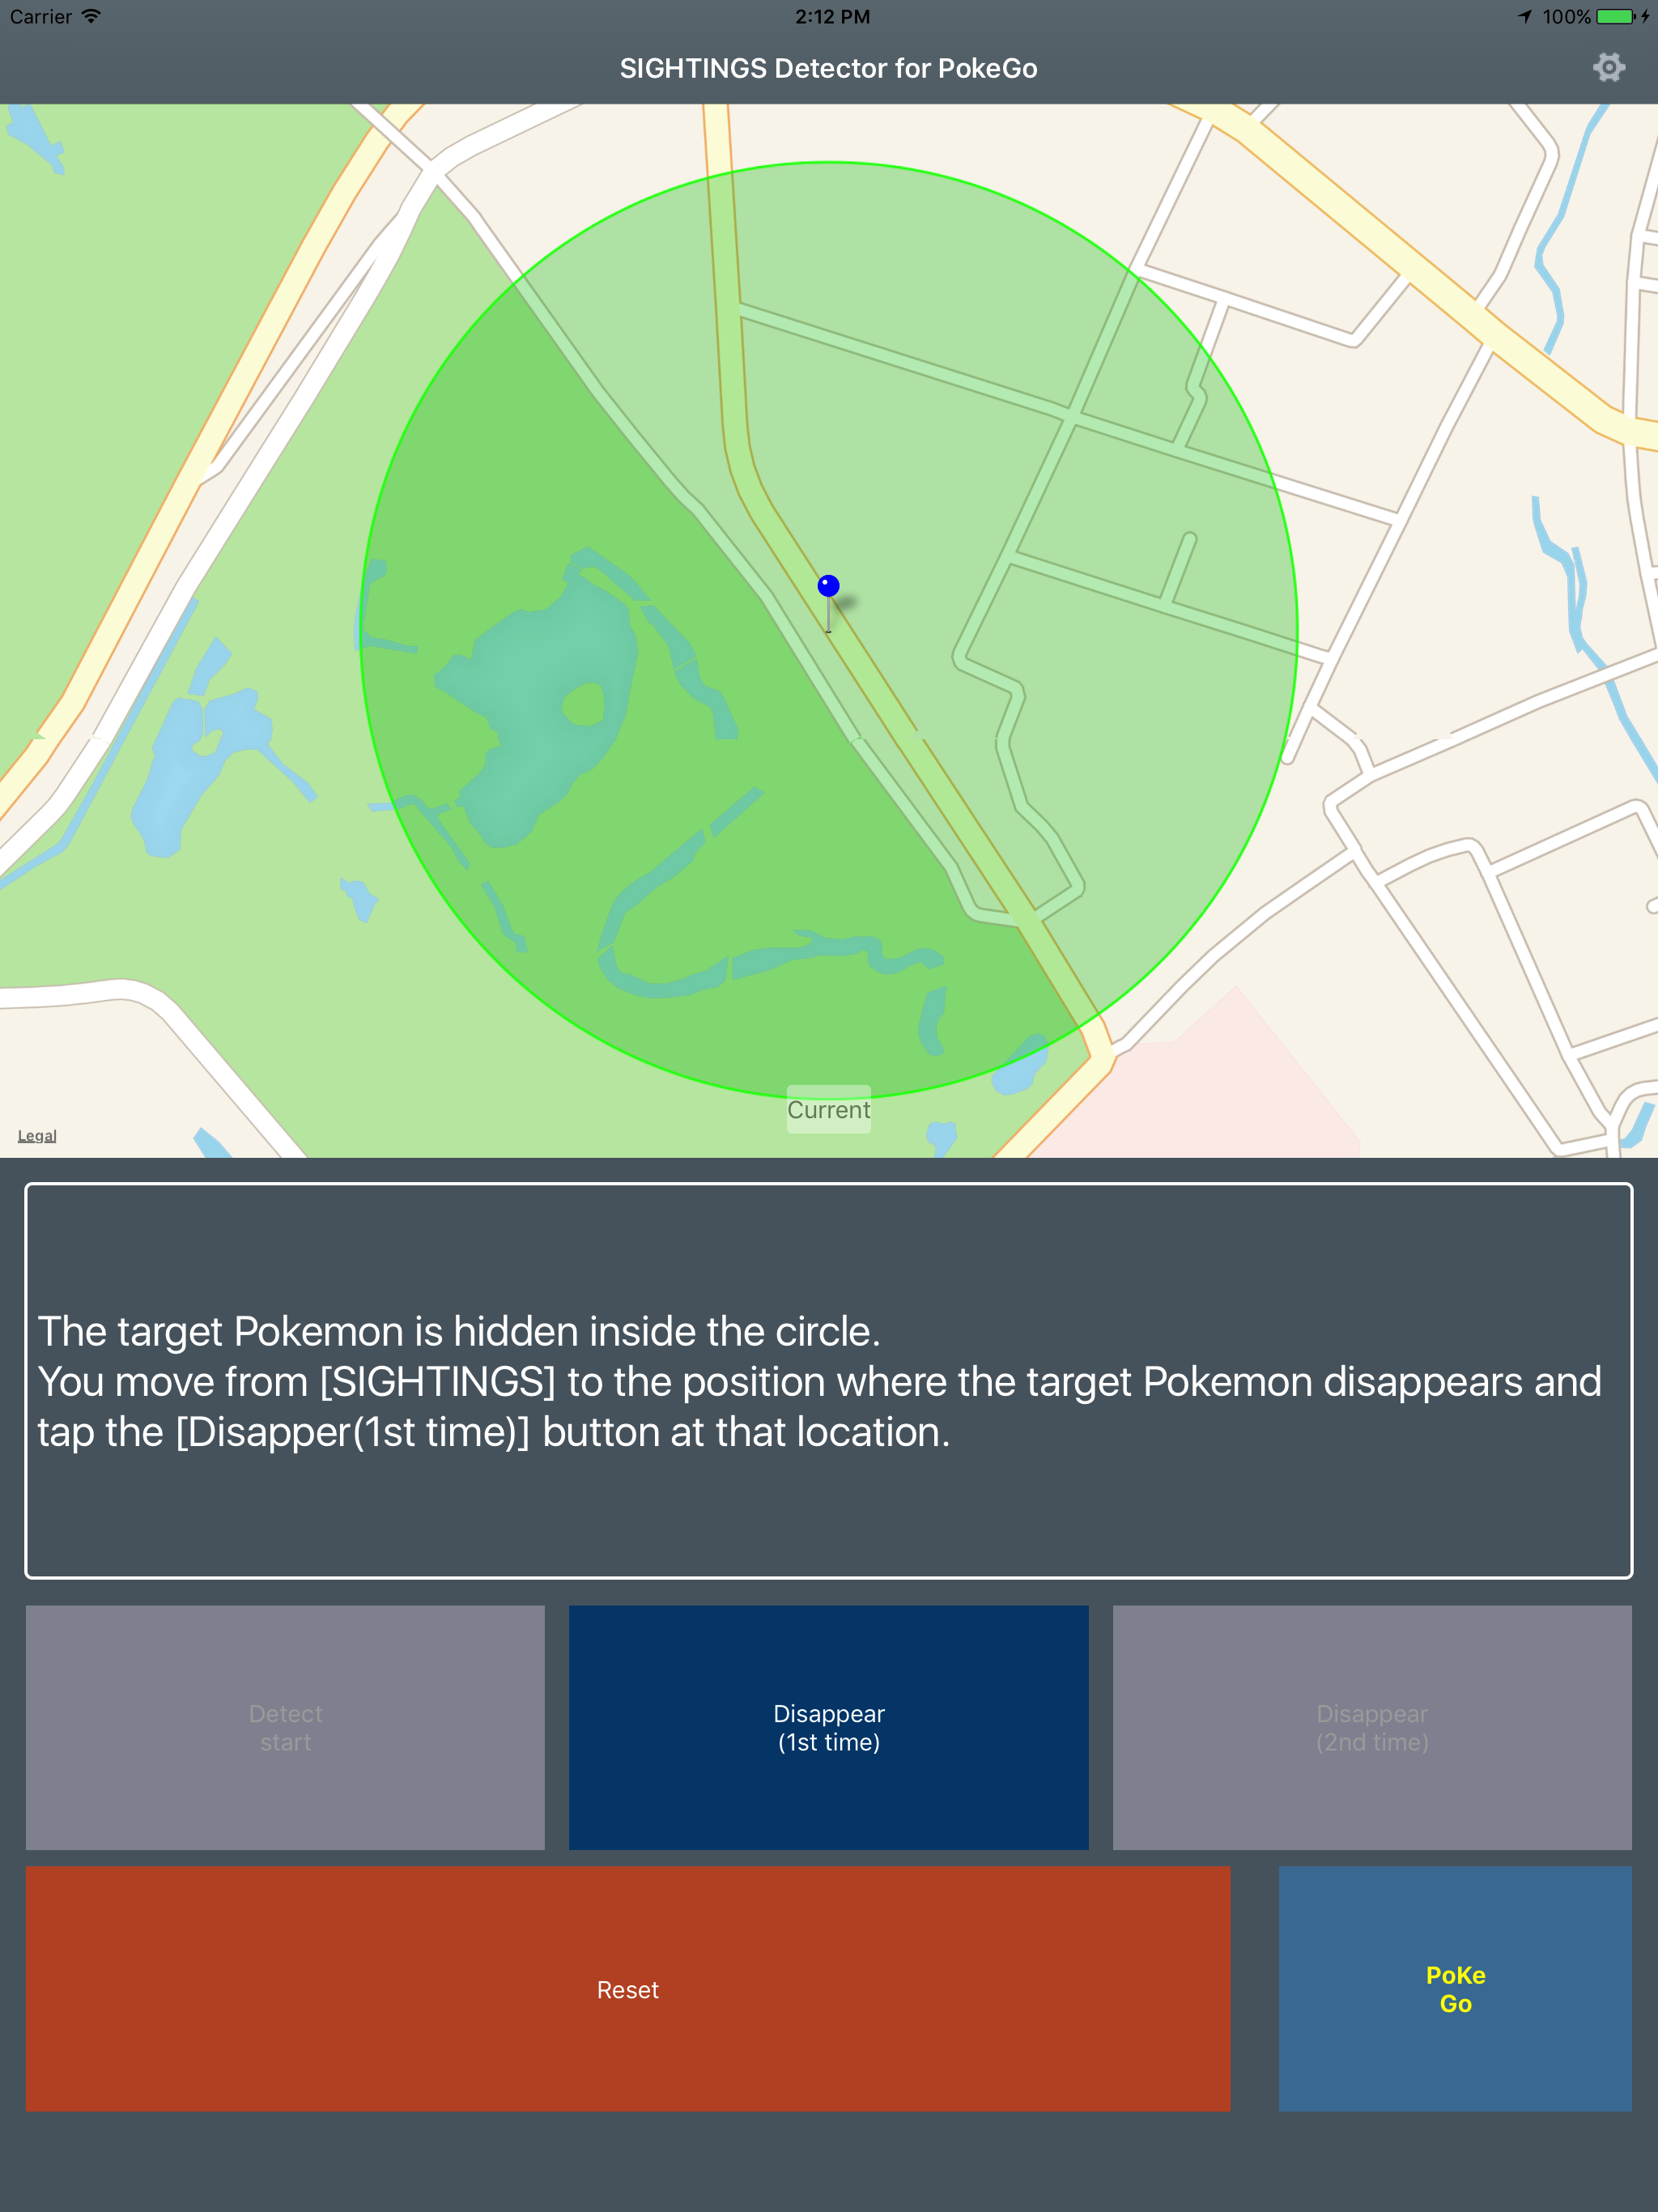 Carrier
2:12 PM
100%
SIGHTINGS Detector for PokeGo
Current
Legal
The target Pokemon is hidden inside the circle.
You move from [SIGHTINGS] to the position where the target Pokemon disappears and
tap the [Disapper(1st time)] button at that location.
Detect
start
Disappear
(1st time)
Disappear
(2nd time)
Reset
PoKe
Go